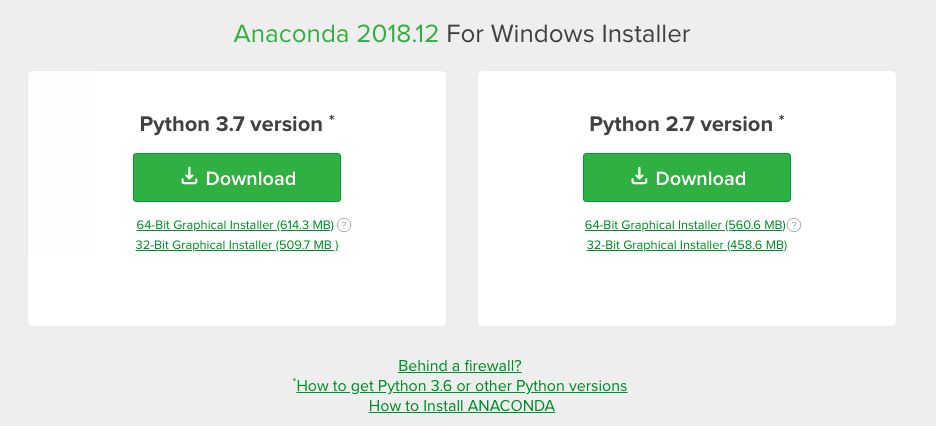 Anaconda 2018.12 For Windows Installer
Python 3.7 version *
Download
64-Bit Graphical Installer (614.3 MB) ?
32-Bit Graphical Installer (509.7 MB )
Python 2.7 version *
Download
64-Bit Graphical Installer (560.6 MB) ?
32-Bit Graphical Installer (458.6 MB)
Behind a firewall?
*How to get Python 3.6 or other Python versions
How to Install ANACONDA